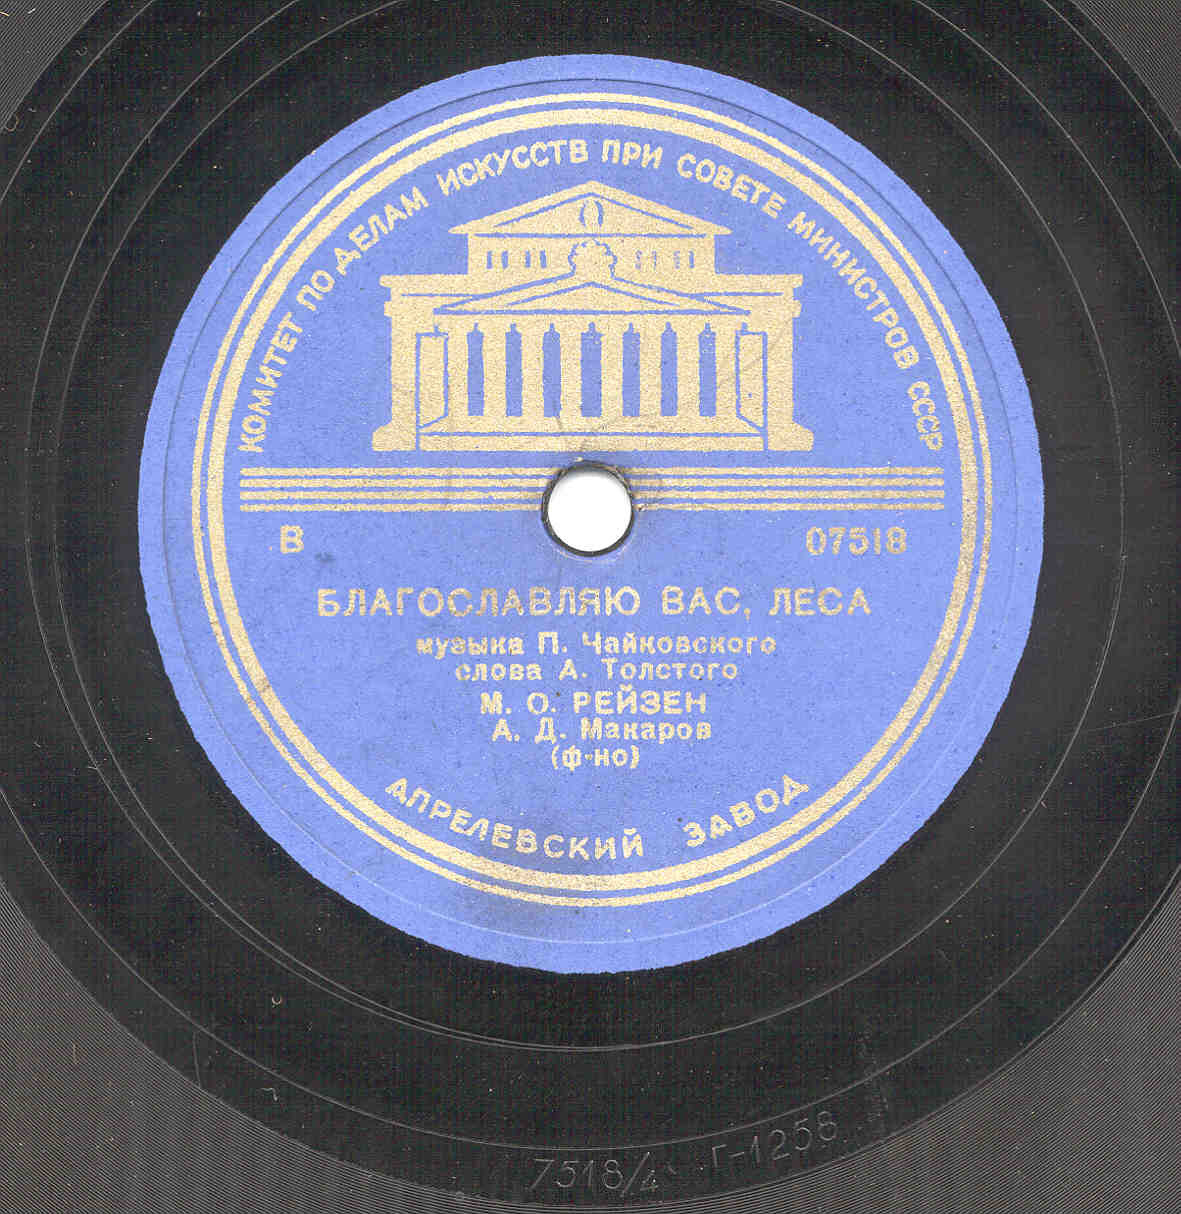 КОМИТЕТ ПО ДЕЛАМ ИСКУССТВ ПРИ СОВЕТЕ МИНИСТРОВ СССР
В 07518
БЛАГОСЛАВЛЯЮ ВАС, ЛЕСА
музыка П. Чайковского
слова А. Толстого
М. О. РЕЙЗЕН
А. Д. Макаров
(ф-но)
АПРЕЛЕВСКИЙ ЗАВОД
7518/4 Г-1258